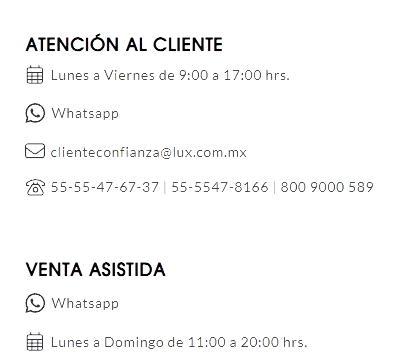 ATENCIÓN AL CLIENTE
Lunes a Viernes de 9:00 a 17:00 hrs.
Whatsapp
clienteconfianza@lux.com.mx
55-55-47-67-37 | 55-5547-8166 | 800 9000 589
VENTA ASISTIDA
Whatsapp
Lunes a Domingo de 11:00 a 20:00 hrs.